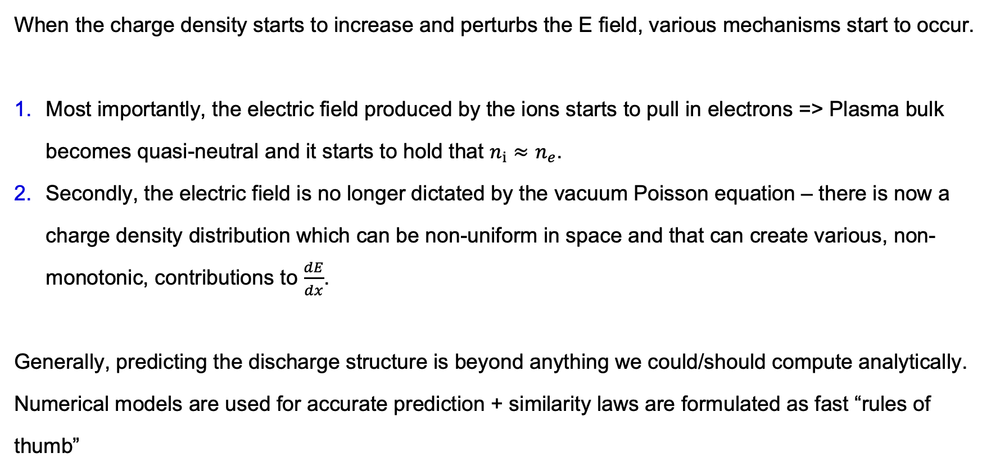 When the charge density starts to increase and perturbs the E field, various mechanisms start to occur.
1. Most importantly, the electric field produced by the ions starts to pull in electrons => Plasma bulk
becomes quasi-neutral and it starts to hold that $n_{\mathrm{i}} \approx n_e$.
2. Secondly, the electric field is no longer dictated by the vacuum Poisson equation – there is now a
charge density distribution which can be non-uniform in space and that can create various, non-
monotonic, contributions to $\frac{dE}{dx}$.
Generally, predicting the discharge structure is beyond anything we could/should compute analytically.
Numerical models are used for accurate prediction + similarity laws are formulated as fast “rules of
thumb”